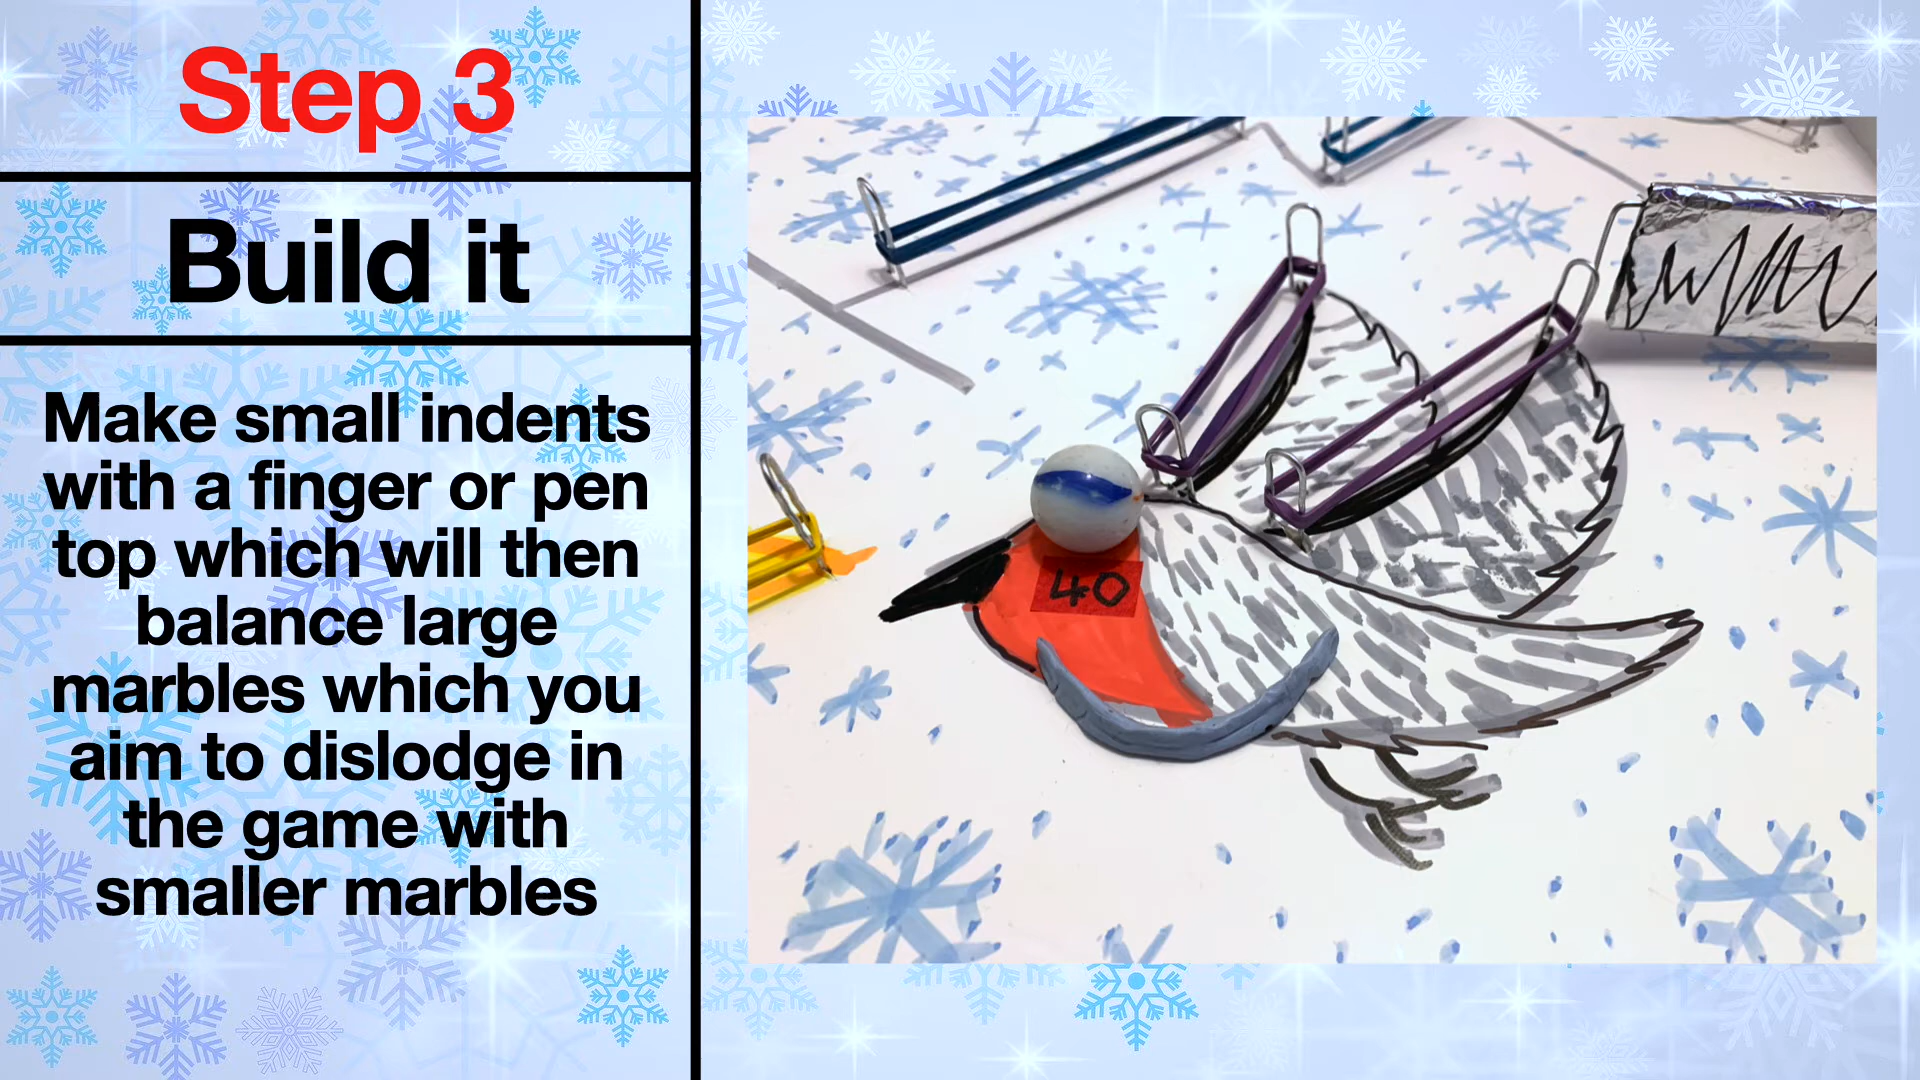 Step 3
Build it
Make small indents
with a finger or pen
top which will then
balance large
marbles which you
aim to dislodge in
the game with
smaller marbles
40